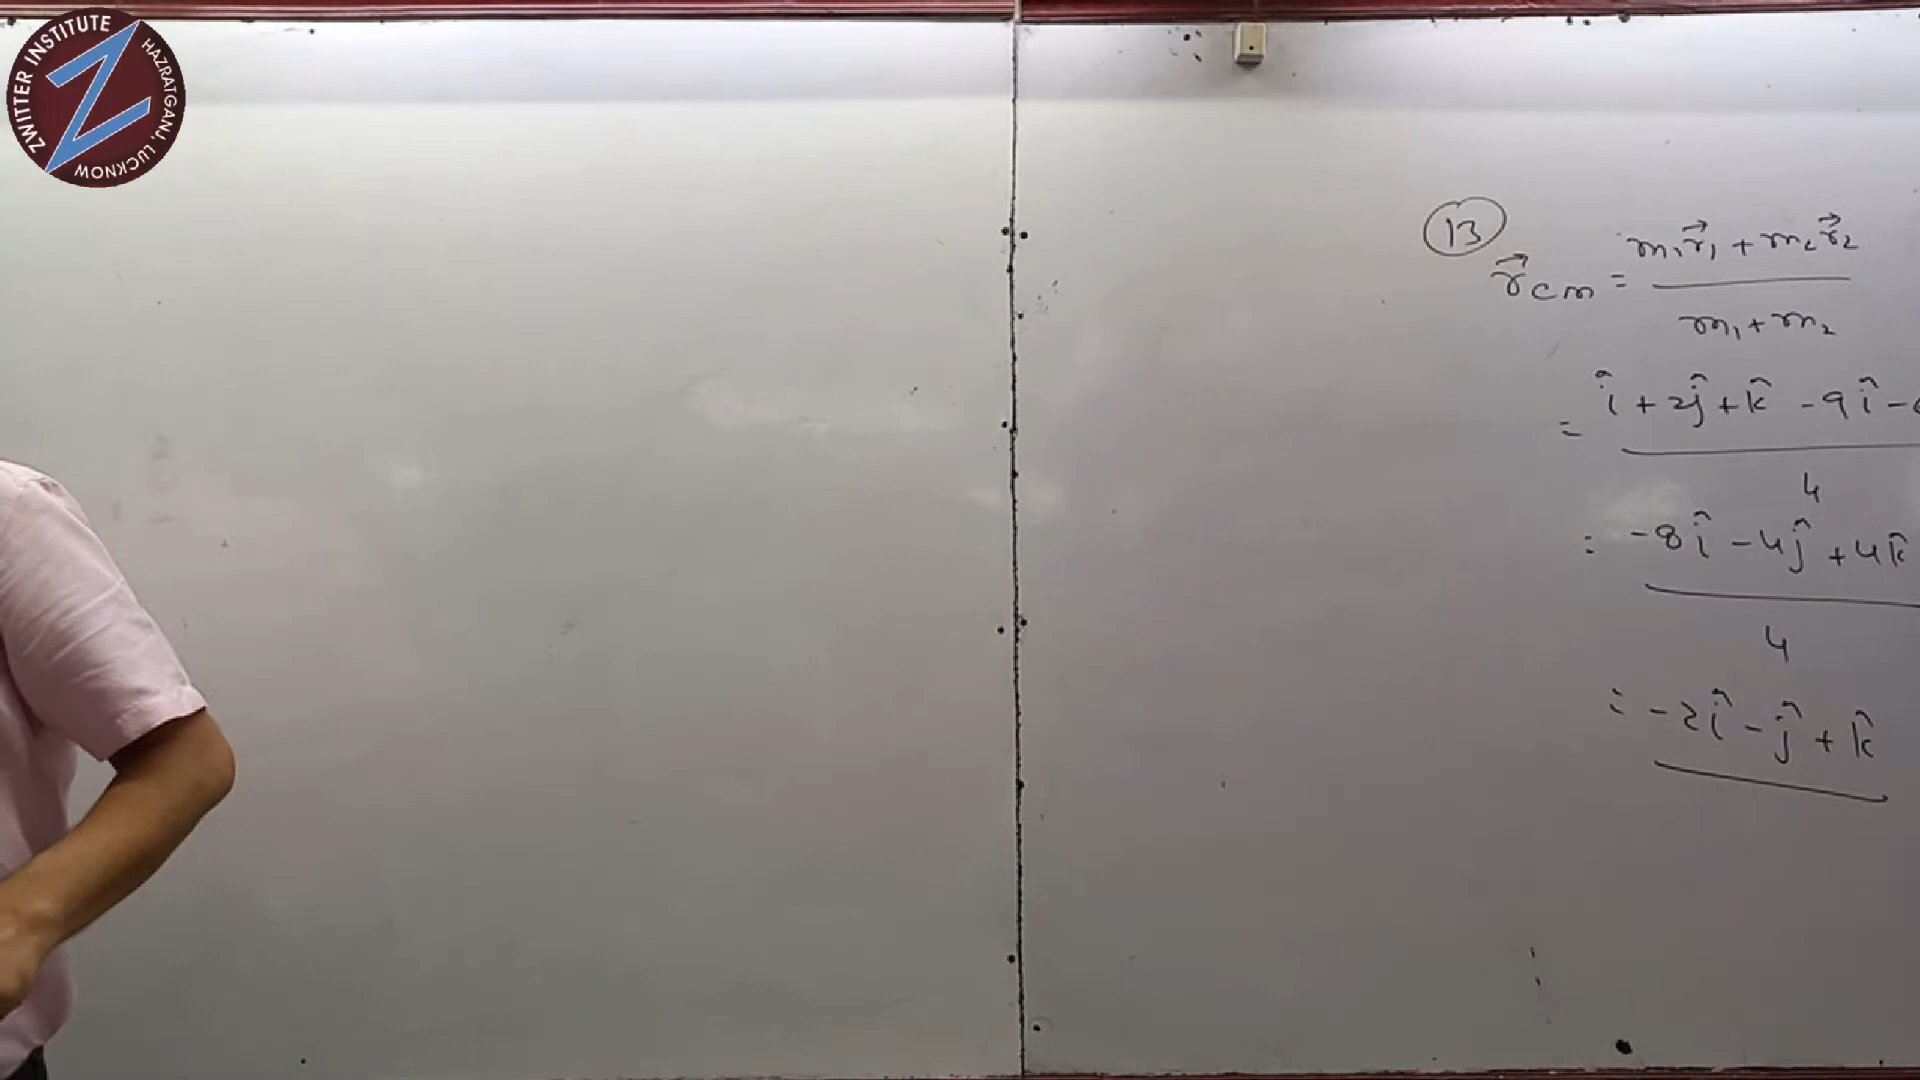 ZWITTER INSTITUTE
HAZRATGANJ, LUCKNOW
Z
13
r⃗cm = m₁r⃗₁ + m₂r⃗₂
m₁ + m₂
= î + 2ĵ + k̂ - 9î -
4
= -8î - 4ĵ + 4k̂
4
= -2î - ĵ + k̂